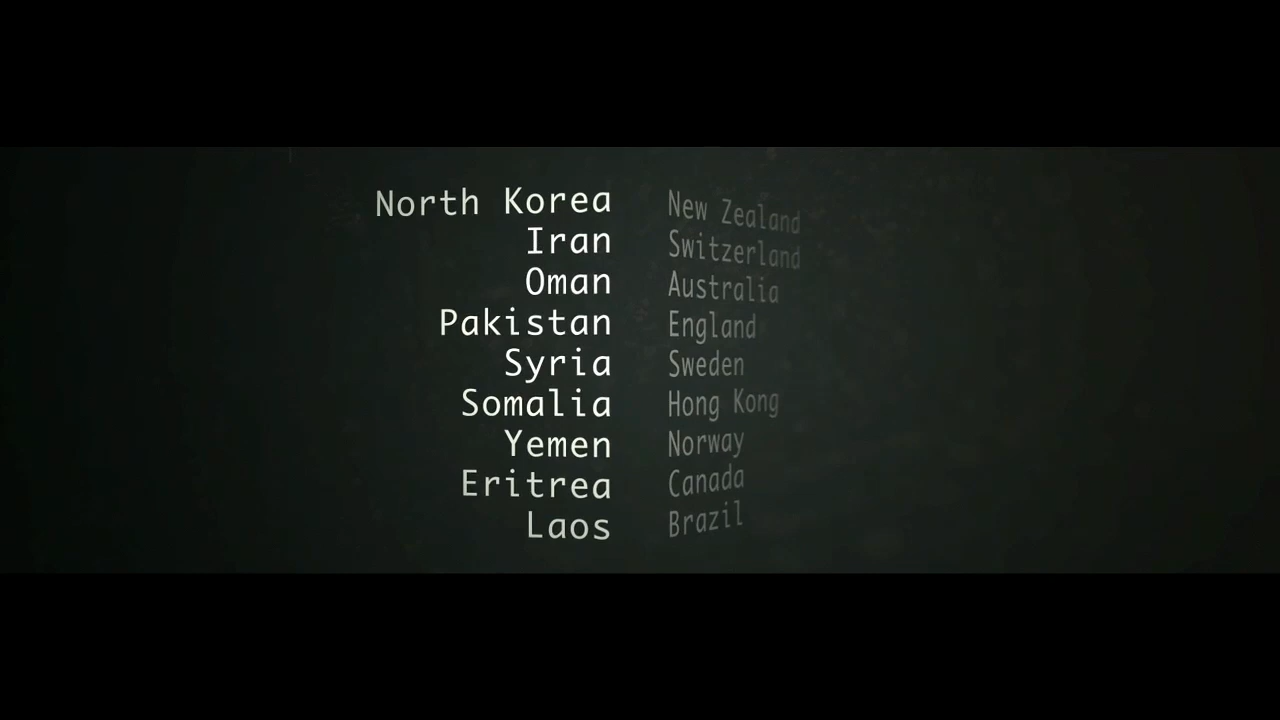 North Korea
Iran
Oman
Pakistan
Syria
Somalia
Yemen
Eritrea
Laos
New Zealand
Switzerland
Australia
England
Sweden
Hong Kong
Norway
Canada
Brazil